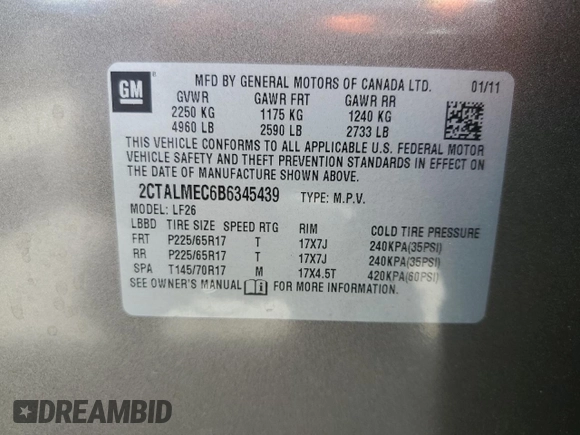 GM
MFD BY GENERAL MOTORS OF CANADA LTD. 01/11
GVWR GAWR FRT GAWR RR
2250 KG 1175 KG 1240 KG
4960 LB 2590 LB 2733 LB
THIS VEHICLE CONFORMS TO ALL APPLICABLE U.S. FEDERAL MOTOR
VEHICLE SAFETY AND THEFT PREVENTION STANDARDS IN EFFECT ON
THE DATE OF MANUFACTURE SHOWN ABOVE.
2CTALMEC6B6345439 TYPE: M.P.V.
MODEL: LF26
LBBD TIRE SIZE SPEED RTG RIM COLD TIRE PRESSURE
FRT P225/65R17 T 17X7J 240KPA(35PSI)
RR P225/65R17 T 17X7J 240KPA(35PSI)
SPA T145/70R17 M 17X4.5T 420KPA(60PSI)
SEE OWNER'S MANUAL FOR MORE INFORMATION.
DREAMBID